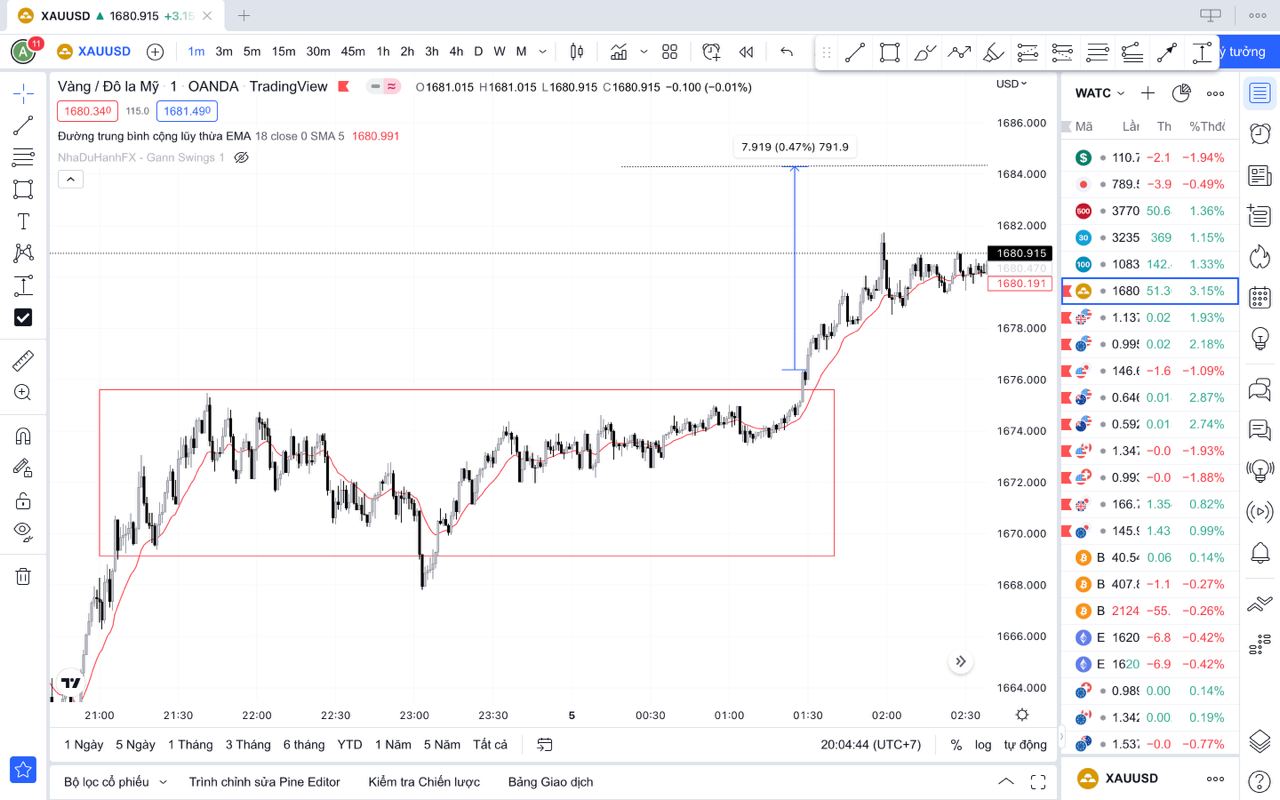 XAUUSD ▲ 1680.915 +3.15
A 11
XAUUSD
1m 3m 5m 15m 30m 45m 1h 2h 3h 4h D W M
ý tưởng
Vàng / Đô la Mỹ · 1 · OANDA · TradingView
O1681.015 H1681.015 L1680.915 C1680.915 −0.100 (−0.01%)
USD
1680.340 115.0 1681.490
Đường trung bình cộng lũy thừa EMA 18 close 0 SMA 5 1680.991
NhaDuHanhFX - Gann Swings 1
7.919 (0.47%) 791.9
1686.000
1684.000
1682.000
1680.915
1680.470
1680.191
1678.000
1676.000
1674.000
1672.000
1670.000
1668.000
1666.000
1664.000
21:00 21:30 22:00 22:30 23:00 23:30 5 00:30 01:00 01:30 02:00 02:30
1 Ngày 5 Ngày 1 Tháng 3 Tháng 6 tháng YTD 1 Năm 5 Năm Tất cả
20:04:44 (UTC+7) % log tự động
Bộ lọc cổ phiếu Trình chỉnh sửa Pine Editor Kiểm tra Chiến lược Bảng Giao dịch
WATC
Mã Lầ Th %Thđ
110.7 −2.1 −1.94%
789.5 −3.9 −0.49%
500 3770 50.6 1.36%
30 3235 369 1.15%
100 1083 142. 1.33%
1680 51.3 3.15%
1.137 0.02 1.93%
0.995 0.02 2.18%
146.6 −1.6 −1.09%
0.646 0.01 2.87%
0.592 0.01 2.74%
1.347 −0.0 −1.93%
0.992 −0.0 −1.88%
166.7 1.35 0.82%
145.9 1.43 0.99%
B 40.54 0.06 0.14%
B 407.8 −1.1 −0.27%
B 2124 −55. −0.26%
E 1620 −6.8 −0.42%
E 1620 −6.9 −0.42%
0.989 0.00 0.14%
1.342 0.00 0.19%
1.537 −0.0 −0.77%
XAUUSD